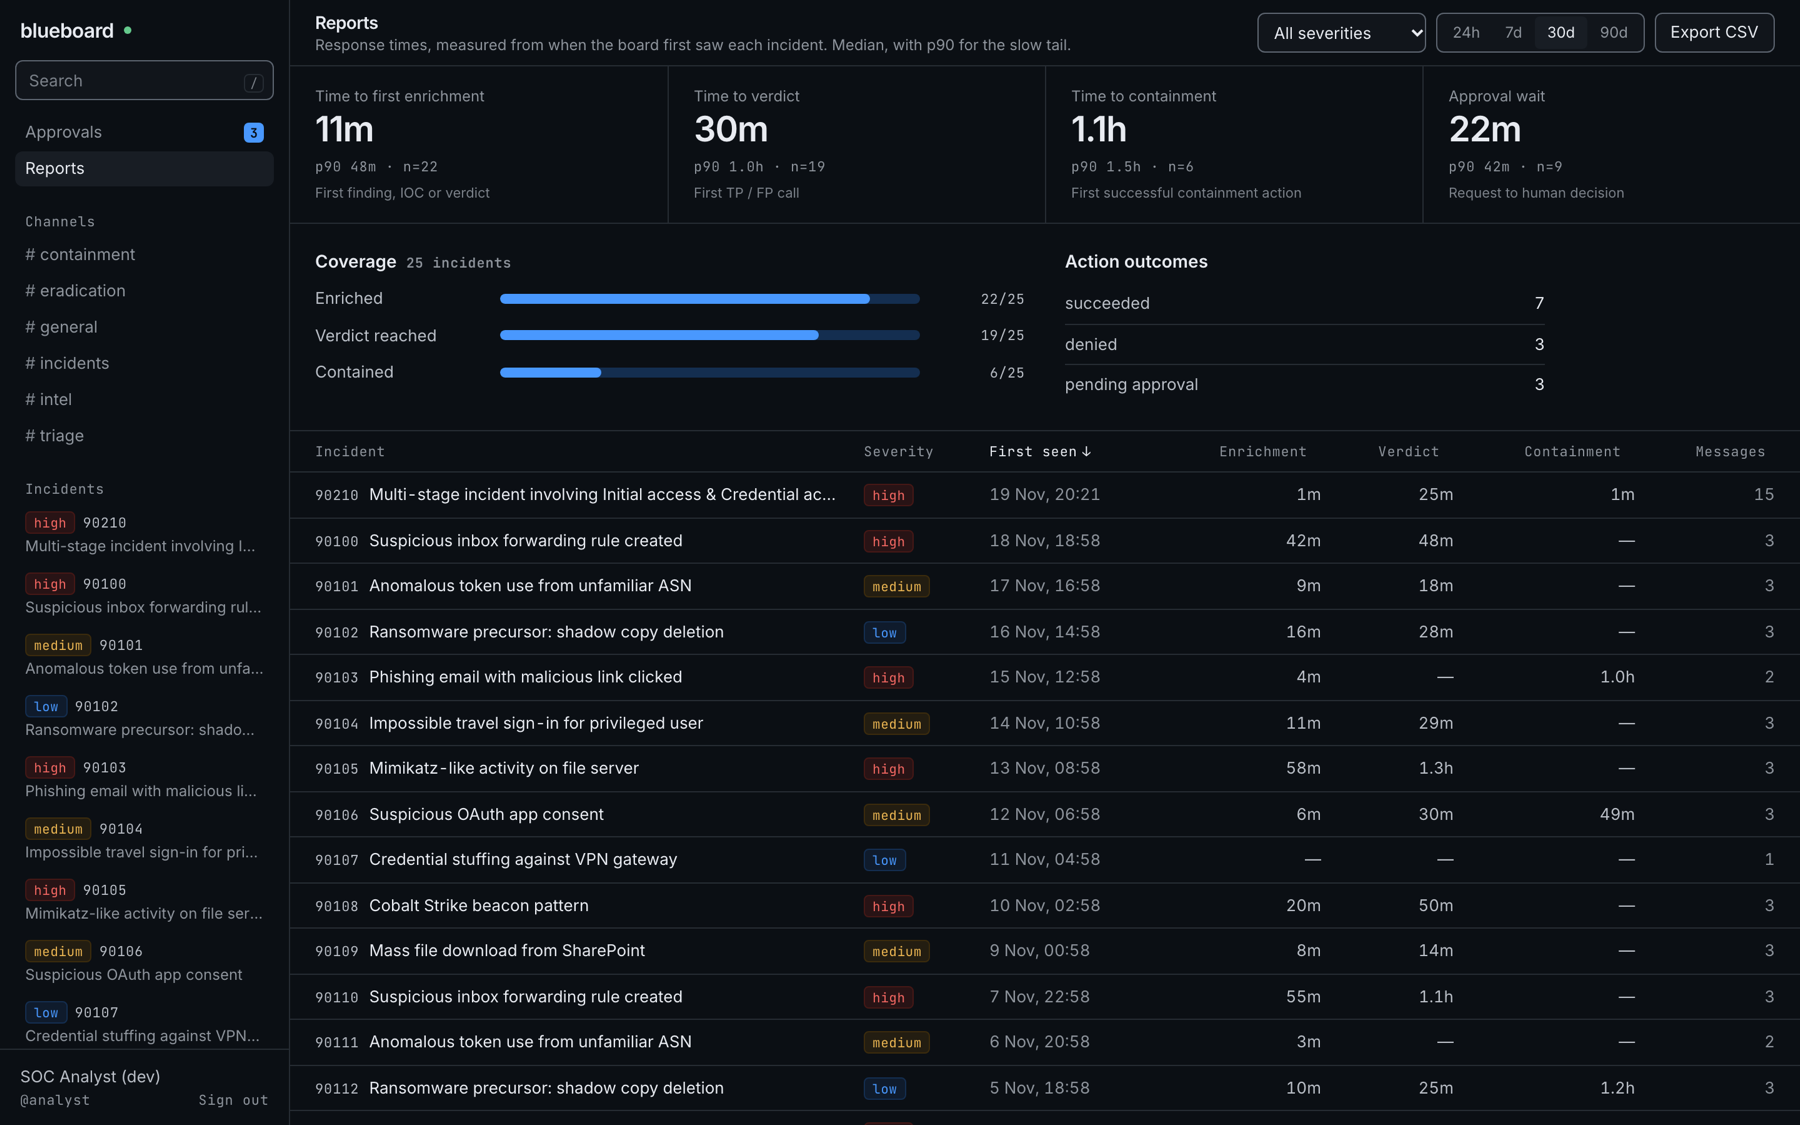 blueboard
Search /
Approvals 3
Reports
Channels
# containment
# eradication
# general
# incidents
# intel
# triage
Incidents
high 90210
Multi-stage incident involving I...
high 90100
Suspicious inbox forwarding rul...
medium 90101
Anomalous token use from unfa...
low 90102
Ransomware precursor: shado...
high 90103
Phishing email with malicious li...
medium 90104
Impossible travel sign-in for pri...
high 90105
Mimikatz-like activity on file ser...
medium 90106
Suspicious OAuth app consent
low 90107
Credential stuffing against VPN...
SOC Analyst (dev)
@analyst Sign out
Reports
Response times, measured from when the board first saw each incident. Median, with p90 for the slow tail.
All severities 24h 7d 30d 90d Export CSV
Time to first enrichment
11m
p90 48m · n=22
First finding, IOC or verdict
Time to verdict
30m
p90 1.0h · n=19
First TP / FP call
Time to containment
1.1h
p90 1.5h · n=6
First successful containment action
Approval wait
22m
p90 42m · n=9
Request to human decision
Coverage 25 incidents
Enriched 22/25
Verdict reached 19/25
Contained 6/25
Action outcomes
succeeded 7
denied 3
pending approval 3
Incident Severity First seen ↓ Enrichment Verdict Containment Messages
90210 Multi-stage incident involving Initial access & Credential ac... high 19 Nov, 20:21 1m 25m 1m 15
90100 Suspicious inbox forwarding rule created high 18 Nov, 18:58 42m 48m — 3
90101 Anomalous token use from unfamiliar ASN medium 17 Nov, 16:58 9m 18m — 3
90102 Ransomware precursor: shadow copy deletion low 16 Nov, 14:58 16m 28m — 3
90103 Phishing email with malicious link clicked high 15 Nov, 12:58 4m — 1.0h 2
90104 Impossible travel sign-in for privileged user medium 14 Nov, 10:58 11m 29m — 3
90105 Mimikatz-like activity on file server high 13 Nov, 08:58 58m 1.3h — 3
90106 Suspicious OAuth app consent medium 12 Nov, 06:58 6m 30m 49m 3
90107 Credential stuffing against VPN gateway low 11 Nov, 04:58 — — — 1
90108 Cobalt Strike beacon pattern high 10 Nov, 02:58 20m 50m — 3
90109 Mass file download from SharePoint medium 9 Nov, 00:58 8m 14m — 3
90110 Suspicious inbox forwarding rule created high 7 Nov, 22:58 55m 1.1h — 3
90111 Anomalous token use from unfamiliar ASN medium 6 Nov, 20:58 3m — — 2
90112 Ransomware precursor: shadow copy deletion low 5 Nov, 18:58 10m 25m 1.2h 3